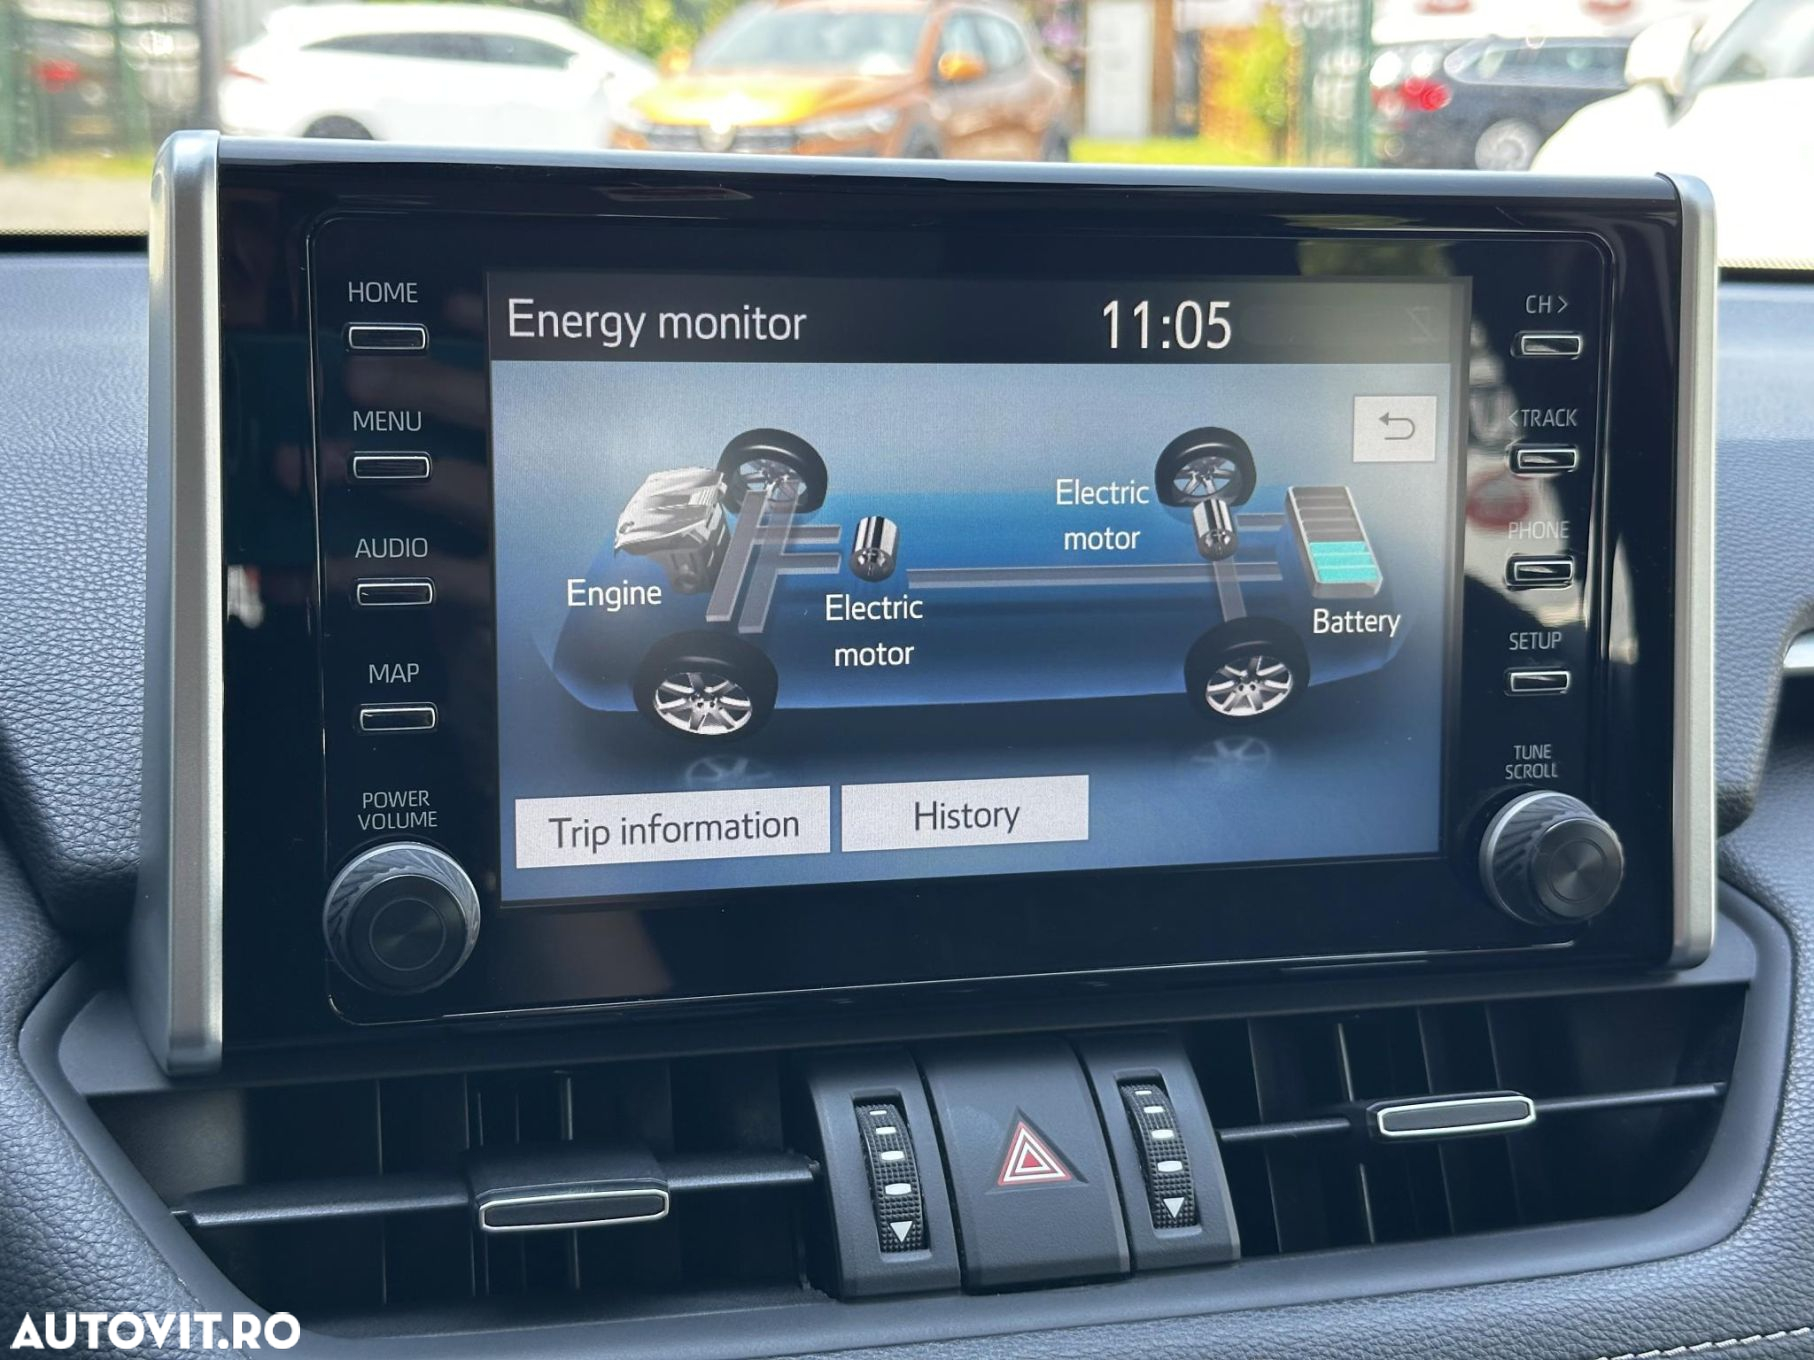 HOME
MENU
AUDIO
MAP
POWER
VOLUME
Energy monitor
11:05
Electric
motor
Engine
Electric
motor
Battery
Trip information
History
CH >
< TRACK
PHONE
SETUP
TUNE
SCROLL
AUTOVIT.RO